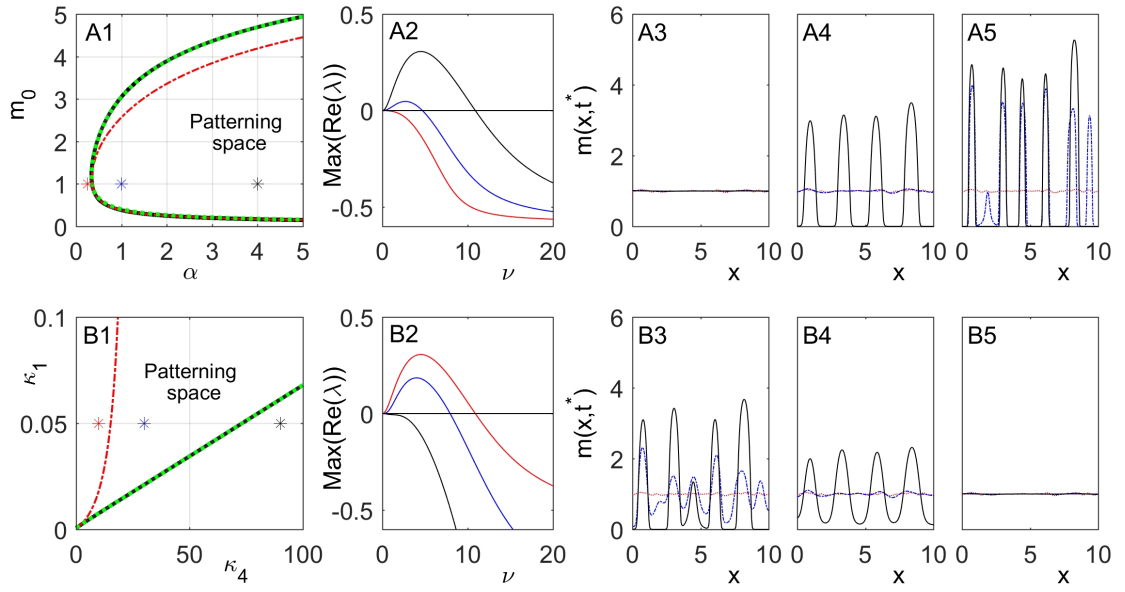 A1
5
4
3
2
1
0
m0
Patterning
space
0 1 2 3 4 5
α
A2
0.5
0
-0.5
Max(Re(λ))
0 10 20
ν
A3
6
4
2
0
m(x,t*)
0 5 10
x
A4
0 5 10
x
A5
0 5 10
x
B1
0.1
0.05
0
κ1
Patterning
space
0 50 100
κ4
B2
0.5
0
-0.5
Max(Re(λ))
0 10 20
ν
B3
6
4
2
0
m(x,t*)
0 5 10
x
B4
0 5 10
x
B5
0 5 10
x